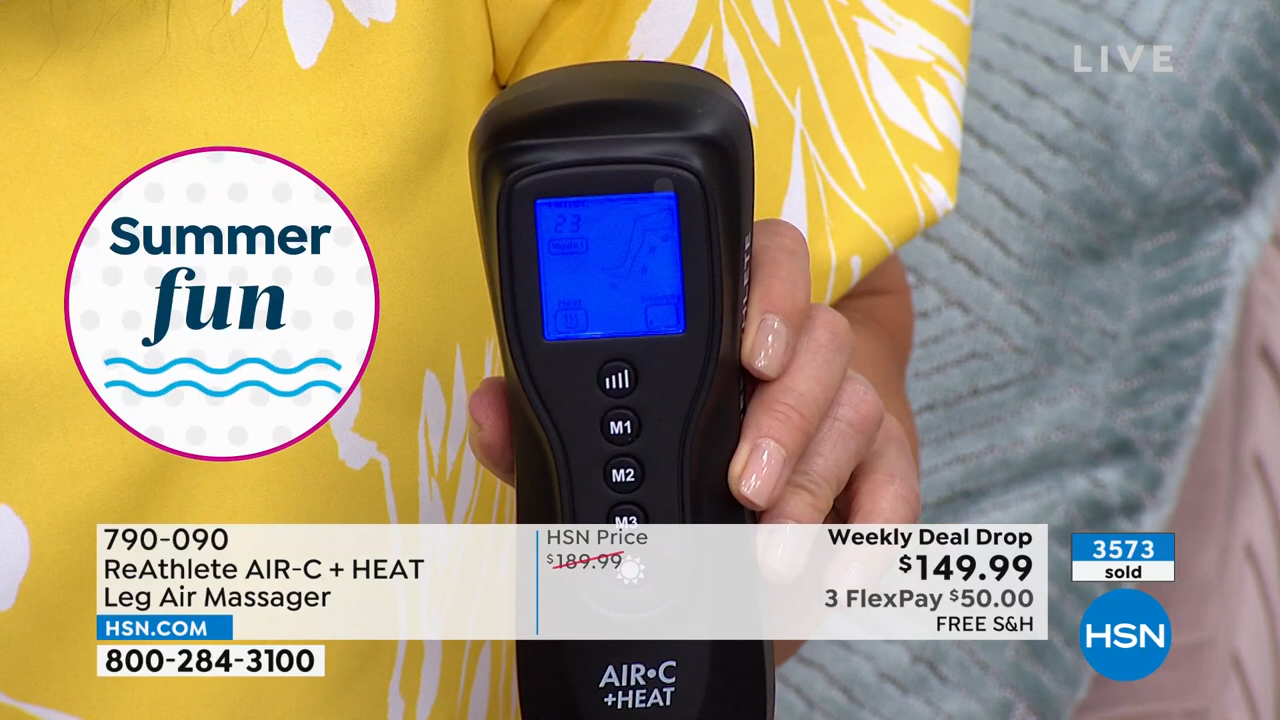 LIVE
Summer
fun
23
Mode1
Heat
Intensity
M1
M2
M3
790-090
ReAthlete AIR-C + HEAT
Leg Air Massager
HSN.COM
800-284-3100
HSN Price
$189.99
Weekly Deal Drop
$149.99
3 FlexPay $50.00
FREE S&H
3573
sold
HSN
AIR•C
+HEAT